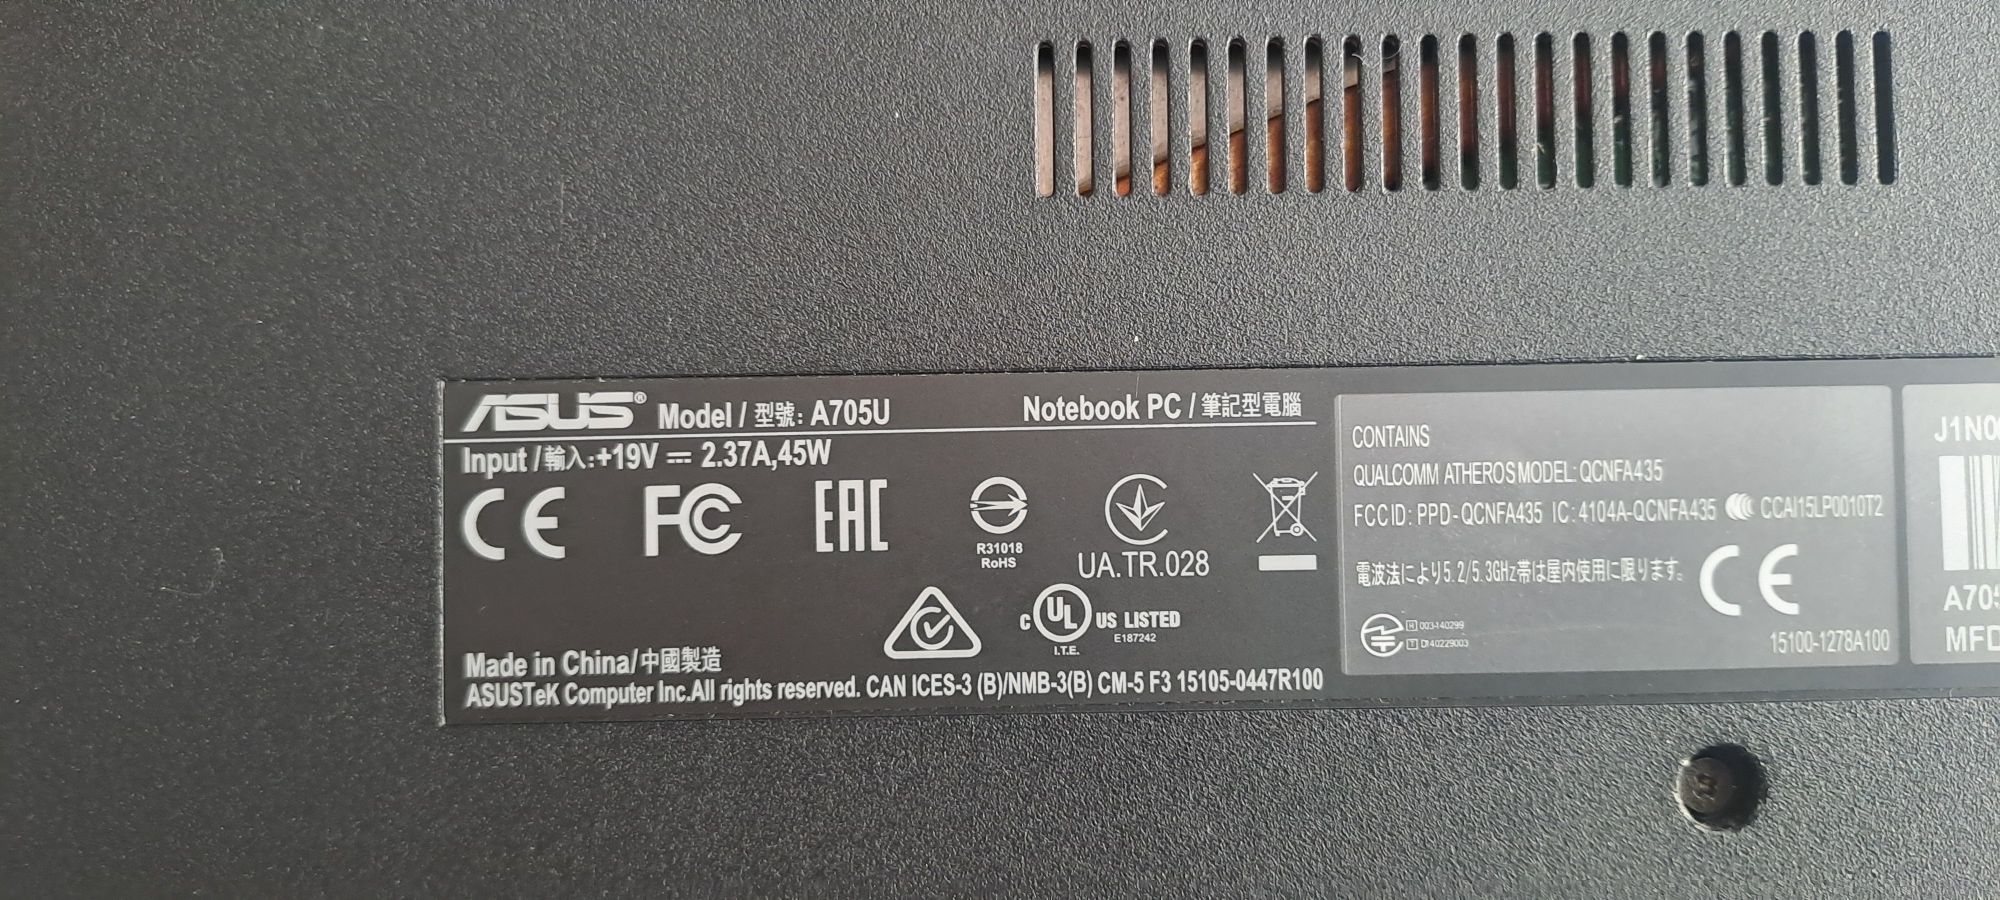 ASUS® Model / 型號: A705U Notebook PC / 筆記型電腦
Input / 輸入:+19V ⎓ 2.37A,45W
CE FC EAC
R31018
RoHS
UA.TR.028
C UL US LISTED
E187242
I.T.E.
Made in China/中國製造
ASUSTeK Computer Inc.All rights reserved. CAN ICES-3 (B)/NMB-3(B) CM-5 F3 15105-0447R100
CONTAINS
QUALCOMM ATHEROS MODEL: QCNFA435
FCC ID: PPD-QCNFA435 IC: 4104A-QCNFA435 CCAI15LP0010T2
電波法により5.2/5.3GHz帯は屋内使用に限ります。
CE
R 003-140299
T D140229003
15100-1278A100
J1N0
A705
MFD